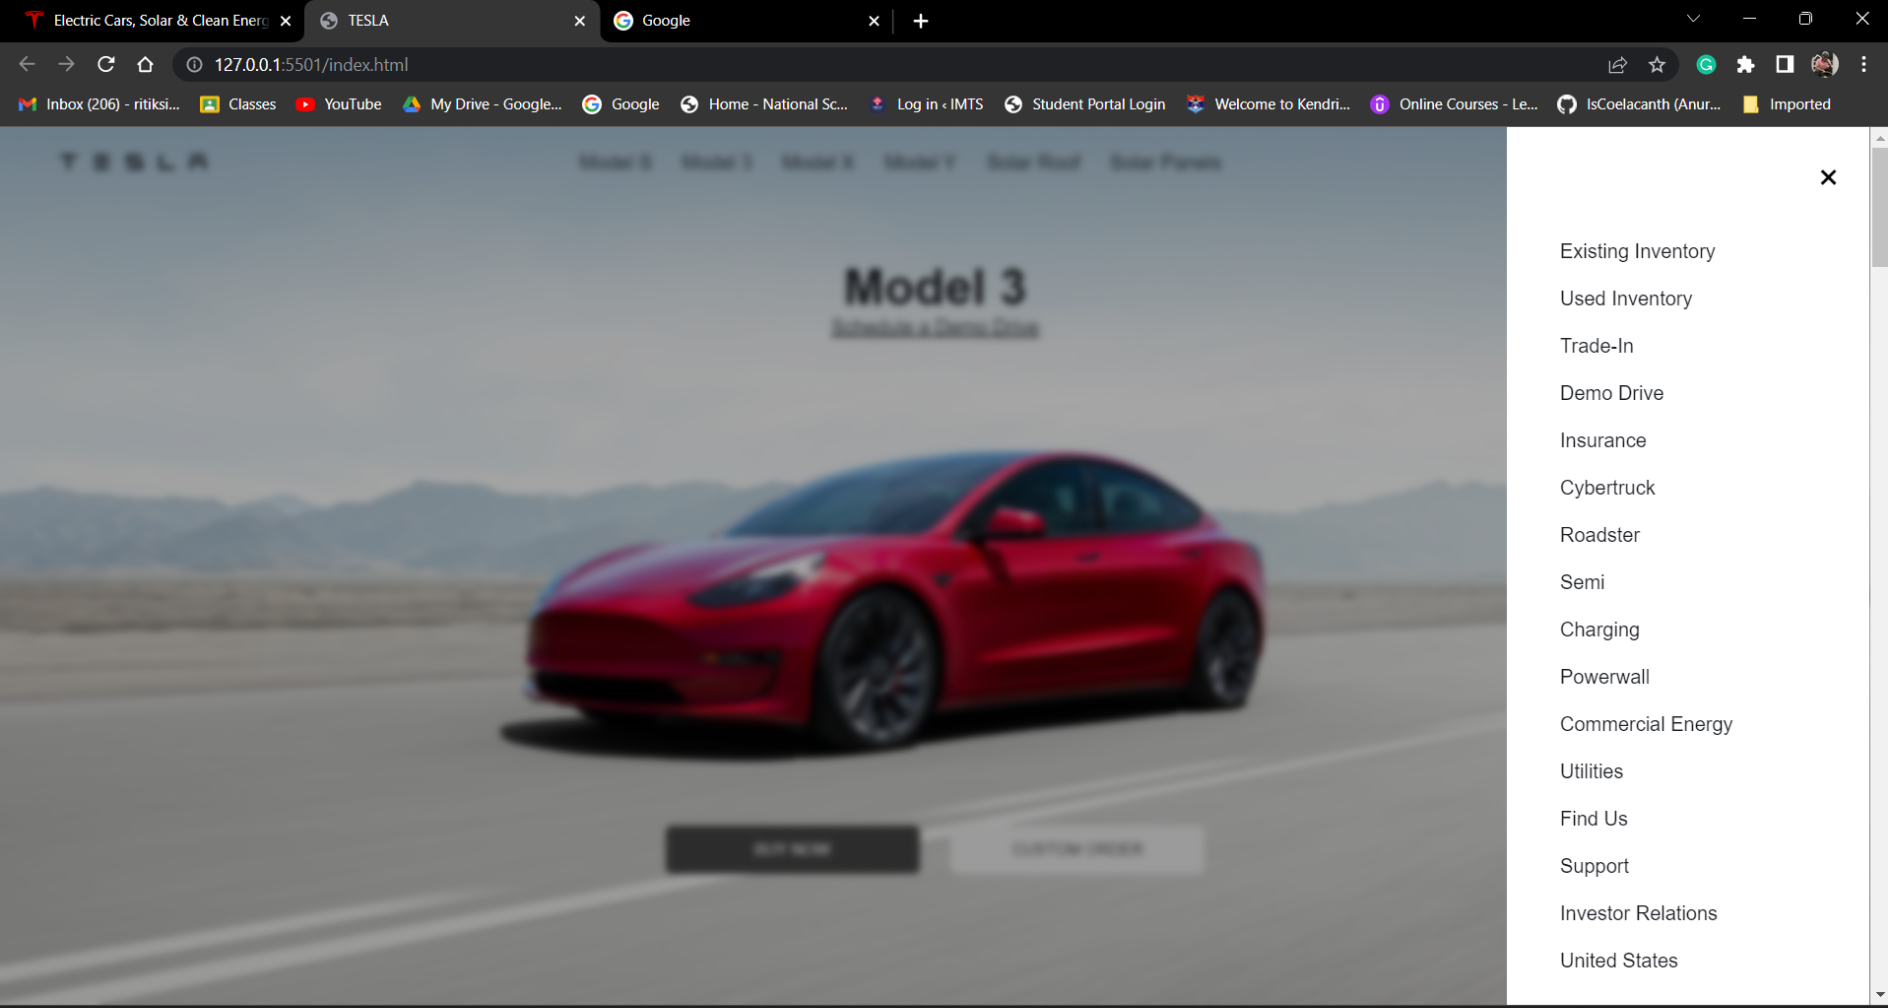 Electric Cars, Solar & Clean Energ
TESLA
Google
127.0.0.1:5501/index.html
Inbox (206) - ritiksi...
Classes
YouTube
My Drive - Google...
Google
Home - National Sc...
Log in ‹ IMTS
Student Portal Login
Welcome to Kendri...
Online Courses - Le...
IsCoelacanth (Anur...
Imported
TESLA
Model S
Model 3
Model X
Model Y
Solar Roof
Solar Panels
Model 3
Schedule a Demo Drive
BUY NOW
CUSTOM ORDER
Existing Inventory
Used Inventory
Trade-In
Demo Drive
Insurance
Cybertruck
Roadster
Semi
Charging
Powerwall
Commercial Energy
Utilities
Find Us
Support
Investor Relations
United States